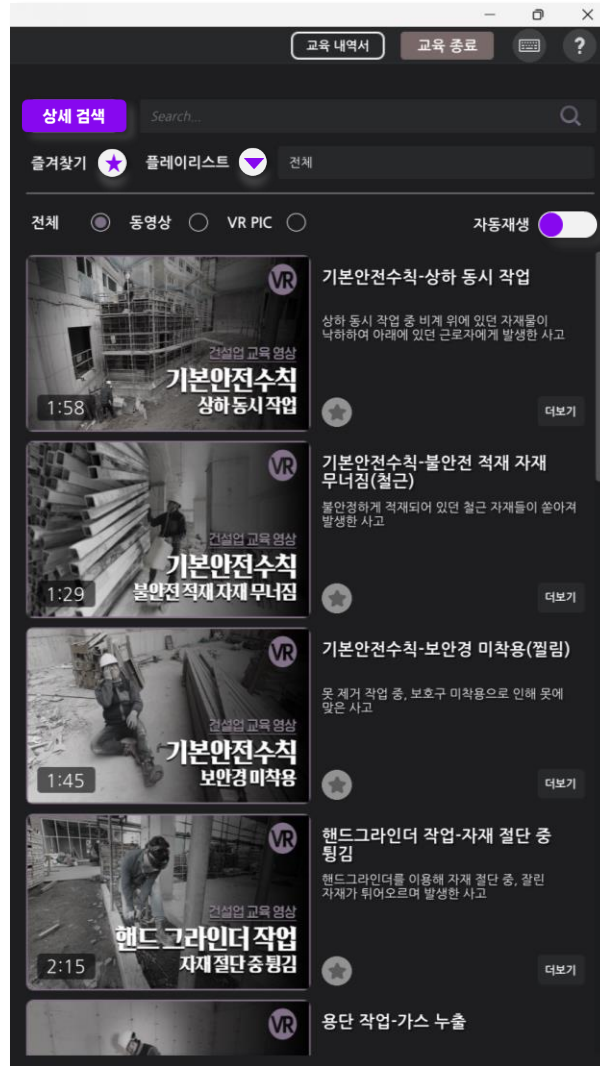 교육 내역서
교육 종료
?
상세 검색
Search...
즐겨찾기
플레이리스트
전체
전체
동영상
VR PIC
자동재생
VR
건설업 교육 영상
기본안전수칙
상하 동시 작업
1:58
기본안전수칙-상하 동시 작업
상하 동시 작업 중 비계 위에 있던 자재물이
낙하하여 아래에 있던 근로자에게 발생한 사고
더보기
VR
건설업 교육 영상
기본안전수칙
불안전 적재 자재 무너짐
1:29
기본안전수칙-불안전 적재 자재
무너짐(철근)
불안정하게 적재되어 있던 철근 자재들이 쏟아져
발생한 사고
더보기
VR
건설업 교육 영상
기본안전수칙
보안경 미착용
1:45
기본안전수칙-보안경 미착용(찔림)
못 제거 작업 중, 보호구 미착용으로 인해 못에
맞은 사고
더보기
VR
건설업 교육 영상
핸드 그라인더 작업
자재 절단 중 튕김
2:15
핸드그라인더 작업-자재 절단 중
튕김
핸드그라인더를 이용해 자재 절단 중, 잘린
자재가 튀어오르며 발생한 사고
더보기
VR
용단 작업-가스 누출